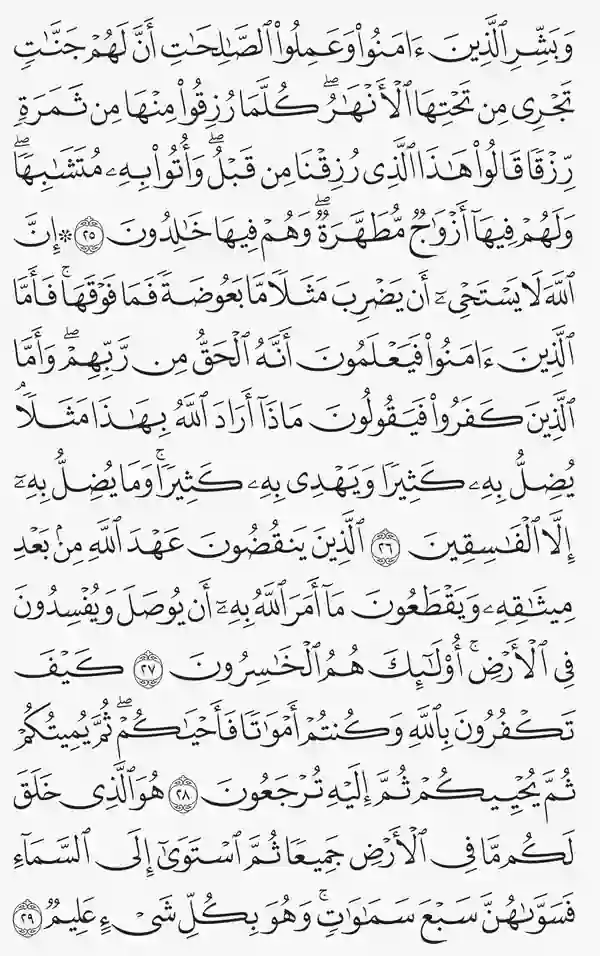 وَبَشِّرِ ٱلَّذِينَ ءَامَنُوا۟ وَعَمِلُوا۟ ٱلصَّـٰلِحَـٰتِ أَنَّ لَهُمْ جَنَّـٰتٍ
تَجْرِى مِن تَحْتِهَا ٱلْأَنْهَـٰرُ ۖ كُلَّمَا رُزِقُوا۟ مِنْهَا مِن ثَمَرَةٍ
رِّزْقًا قَالُوا۟ هَـٰذَا ٱلَّذِى رُزِقْنَا مِن قَبْلُ ۖ وَأُتُوا۟ بِهِۦ مُتَشَـٰبِهًا ۖ
وَلَهُمْ فِيهَآ أَزْوَٰجٌ مُّطَهَّرَةٌ ۖ وَهُمْ فِيهَا خَـٰلِدُونَ ٢٥ * إِنَّ
ٱللَّهَ لَا يَسْتَحْىِۦٓ أَن يَضْرِبَ مَثَلًا مَّا بَعُوضَةً فَمَا فَوْقَهَا ۚ فَأَمَّا
ٱلَّذِينَ ءَامَنُوا۟ فَيَعْلَمُونَ أَنَّهُ ٱلْحَقُّ مِن رَّبِّهِمْ ۖ وَأَمَّا
ٱلَّذِينَ كَفَرُوا۟ فَيَقُولُونَ مَاذَآ أَرَادَ ٱللَّهُ بِهَـٰذَا مَثَلًا ۘ
يُضِلُّ بِهِۦ كَثِيرًا وَيَهْدِى بِهِۦ كَثِيرًا ۚ وَمَا يُضِلُّ بِهِۦٓ
إِلَّا ٱلْفَـٰسِقِينَ ٢٦ ٱلَّذِينَ يَنقُضُونَ عَهْدَ ٱللَّهِ مِنۢ بَعْدِ
مِيثَـٰقِهِۦ وَيَقْطَعُونَ مَآ أَمَرَ ٱللَّهُ بِهِۦٓ أَن يُوصَلَ وَيُفْسِدُونَ
فِى ٱلْأَرْضِ ۚ أُو۟لَـٰٓئِكَ هُمُ ٱلْخَـٰسِرُونَ ٢٧ كَيْفَ
تَكْفُرُونَ بِٱللَّهِ وَكُنتُمْ أَمْوَٰتًا فَأَحْيَـٰكُمْ ۖ ثُمَّ يُمِيتُكُمْ
ثُمَّ يُحْيِيكُمْ ثُمَّ إِلَيْهِ تُرْجَعُونَ ٢٨ هُوَ ٱلَّذِى خَلَقَ
لَكُم مَّا فِى ٱلْأَرْضِ جَمِيعًا ثُمَّ ٱسْتَوَىٰٓ إِلَى ٱلسَّمَآءِ
فَسَوَّىٰهُنَّ سَبْعَ سَمَـٰوَٰتٍ ۚ وَهُوَ بِكُلِّ شَىْءٍ عَلِيمٌ ٢٩